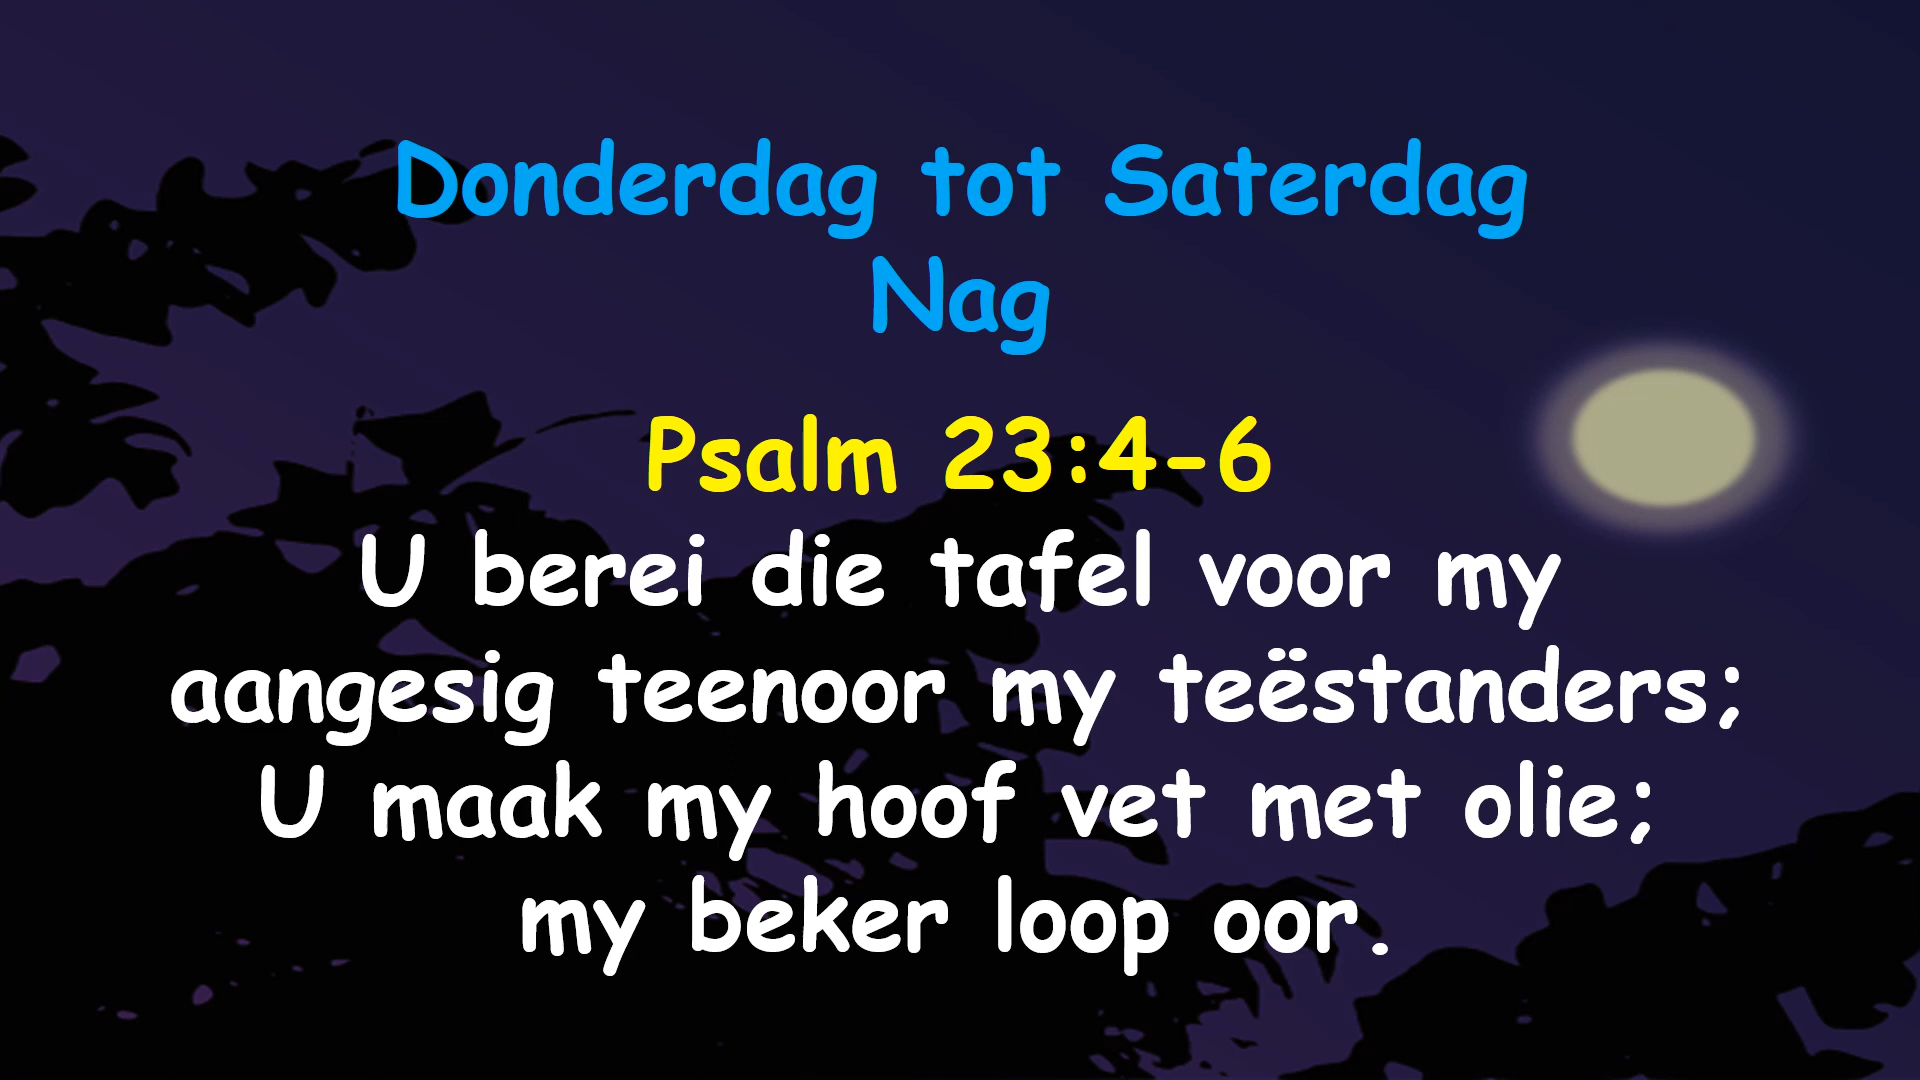 Donderdag tot Saterdag
Nag
Psalm 23:4-6
U berei die tafel voor my
aangesig teenoor my teëstanders;
U maak my hoof vet met olie;
my beker loop oor.